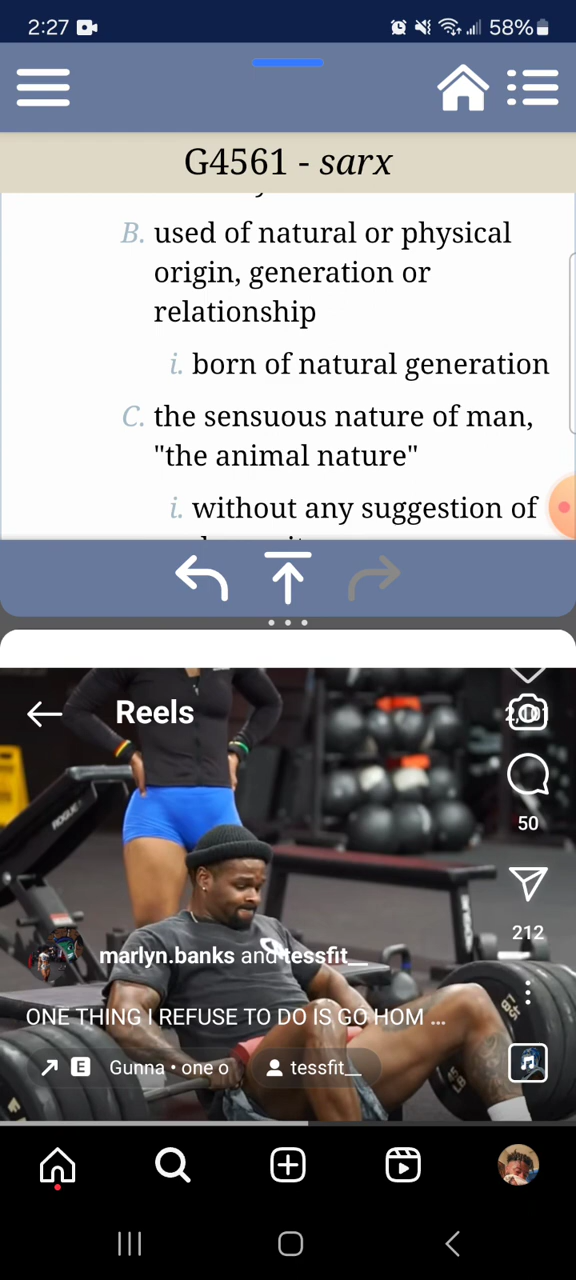 2:27
58%
G4561 - sarx
B. used of natural or physical
origin, generation or
relationship
i. born of natural generation
C. the sensuous nature of man,
"the animal nature"
i. without any suggestion of
Reels
50
212
ROGUE
marlyn.banks and tessfit__
ONE THING I REFUSE TO DO IS GO HOM ...
E Gunna • one o
tessfit__